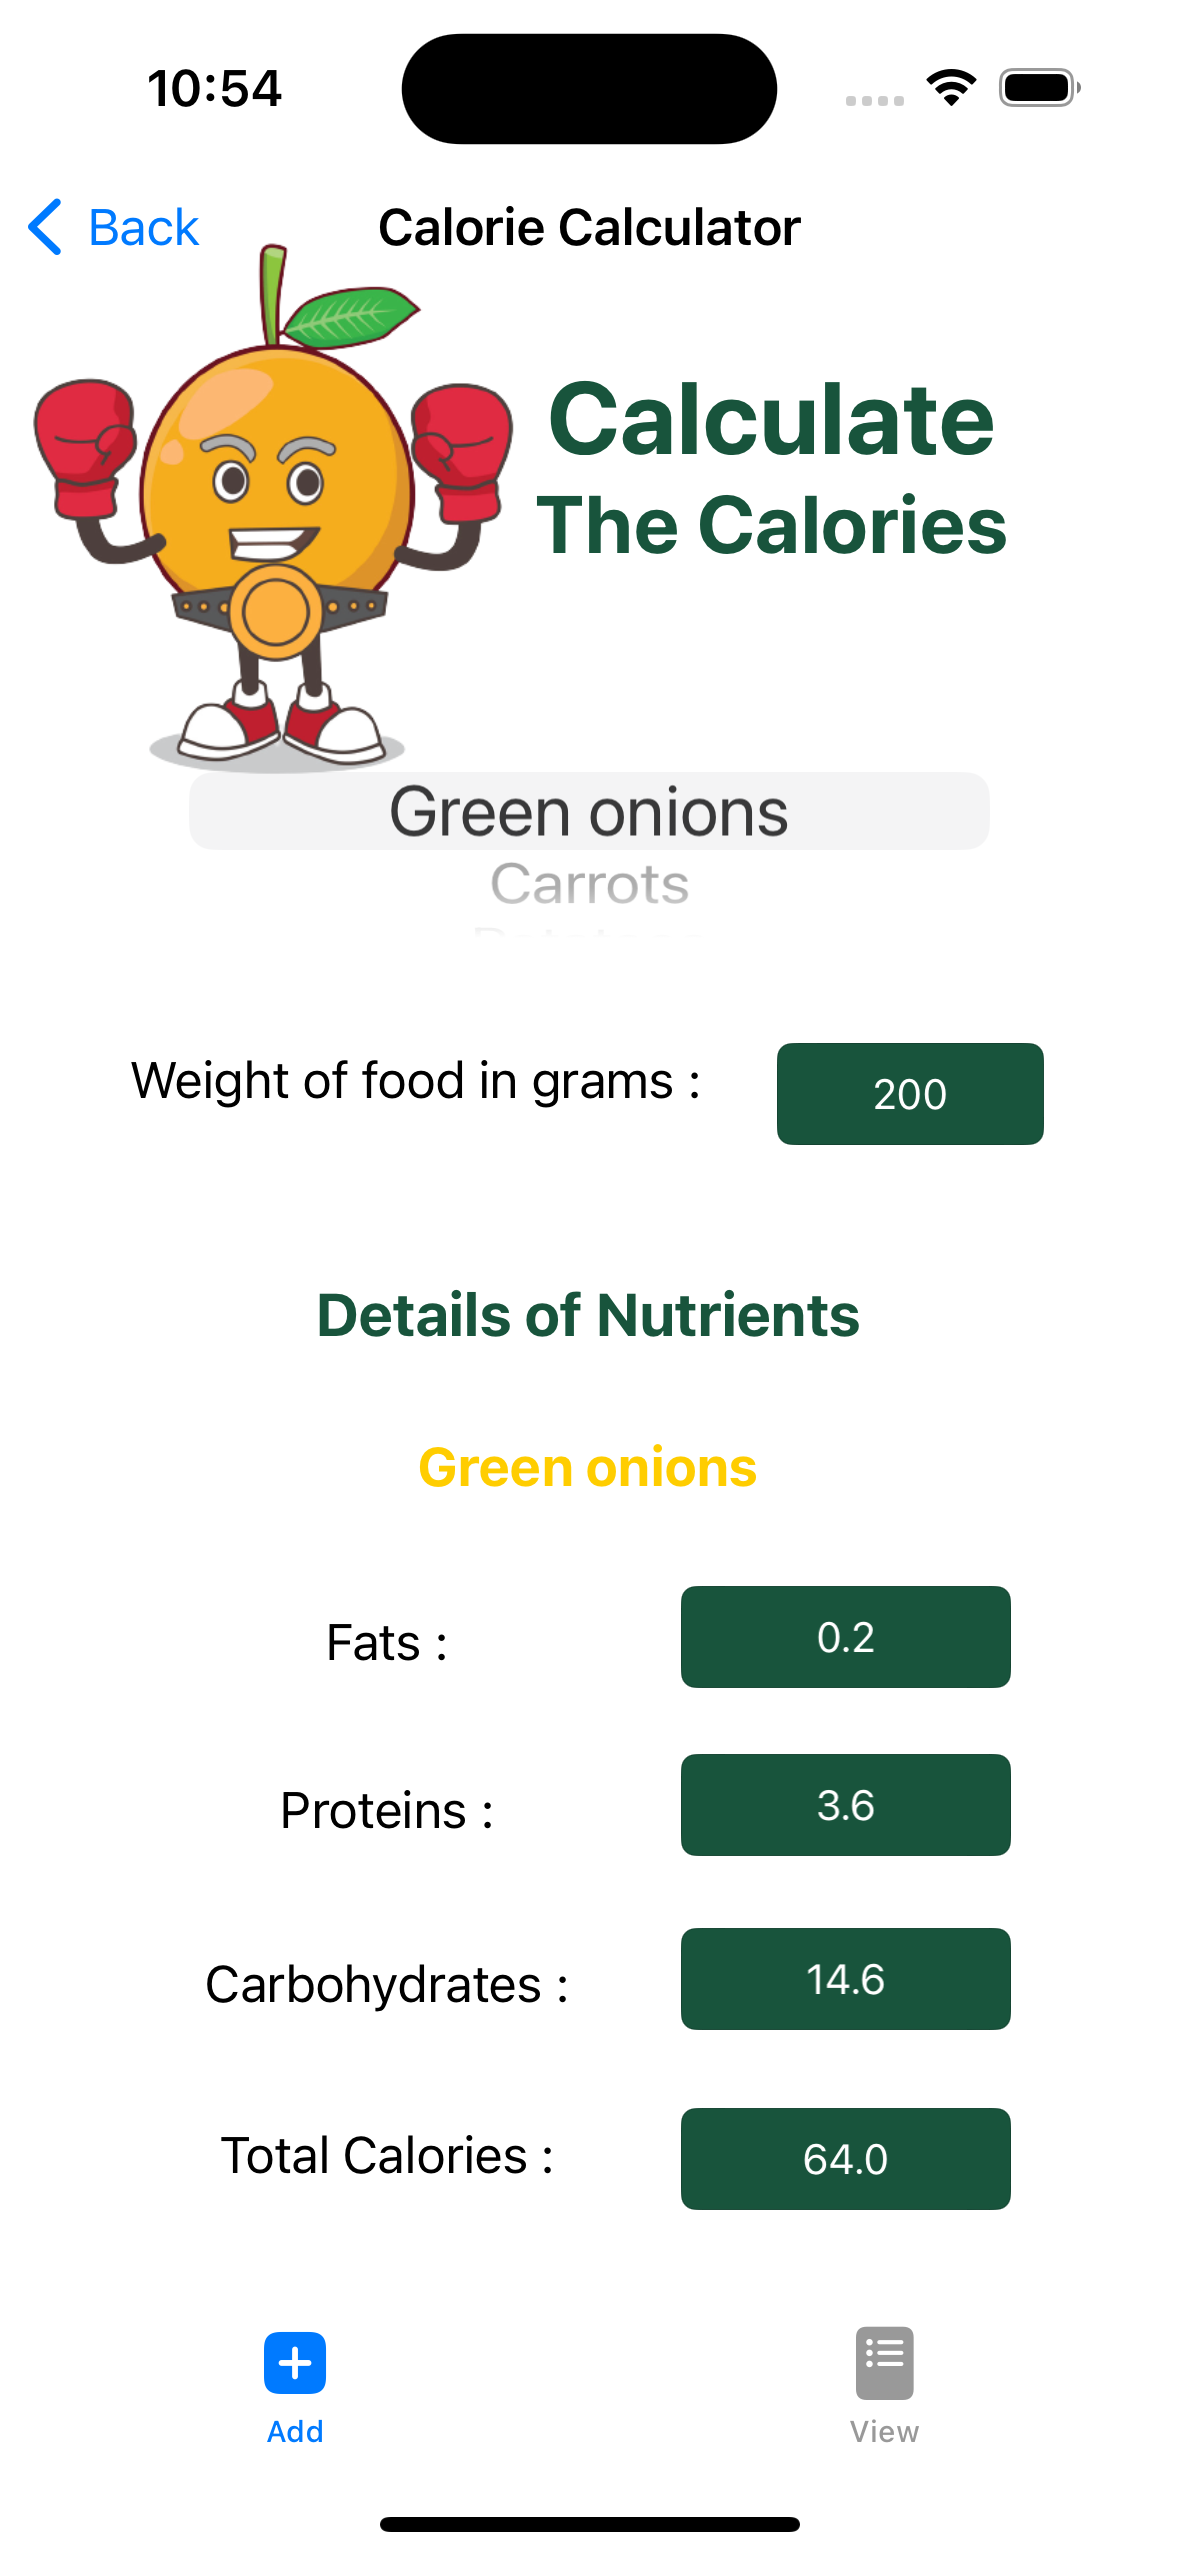 10:54
Back
Calorie Calculator
Calculate
The Calories
Green onions
Carrots
Weight of food in grams :
200
Details of Nutrients
Green onions
Fats :
0.2
Proteins :
3.6
Carbohydrates :
14.6
Total Calories :
64.0
Add
View